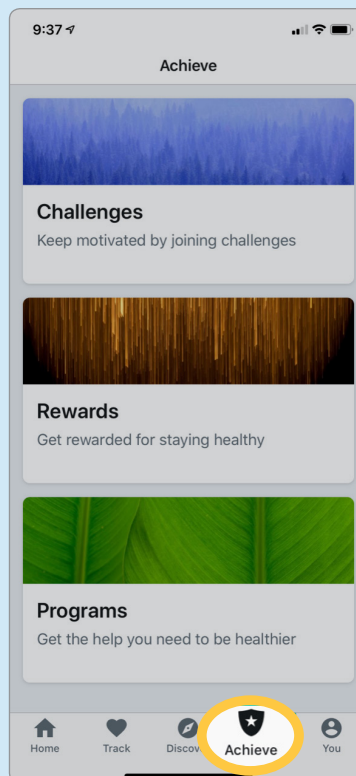 9:37
Achieve
Challenges
Keep motivated by joining challenges
Rewards
Get rewarded for staying healthy
Programs
Get the help you need to be healthier
Home
Track
Discov
Achieve
You